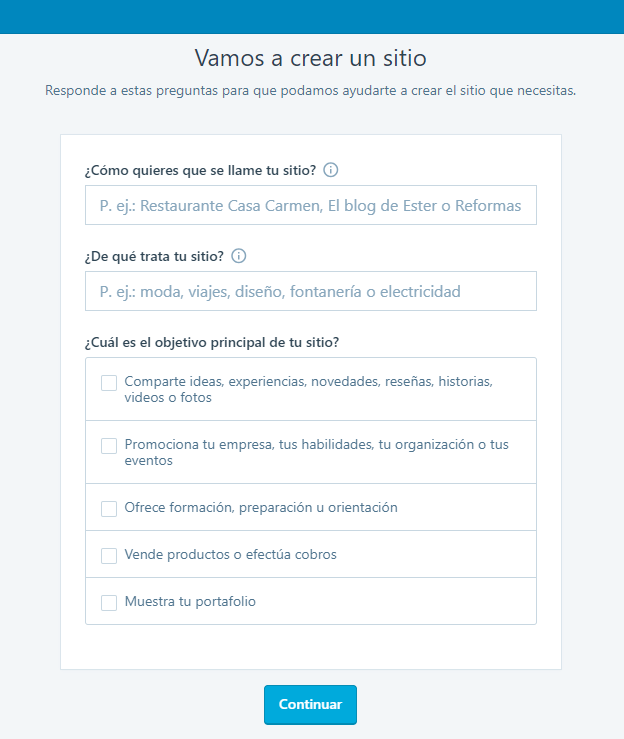 Vamos a crear un sitio
Responde a estas preguntas para que podamos ayudarte a crear el sitio que necesitas.
¿Cómo quieres que se llame tu sitio?
P. ej.: Restaurante Casa Carmen, El blog de Ester o Reformas
¿De qué trata tu sitio?
P. ej.: moda, viajes, diseño, fontanería o electricidad
¿Cuál es el objetivo principal de tu sitio?
Comparte ideas, experiencias, novedades, reseñas, historias,
videos o fotos
Promociona tu empresa, tus habilidades, tu organización o tus
eventos
Ofrece formación, preparación u orientación
Vende productos o efectúa cobros
Muestra tu portafolio
Continuar